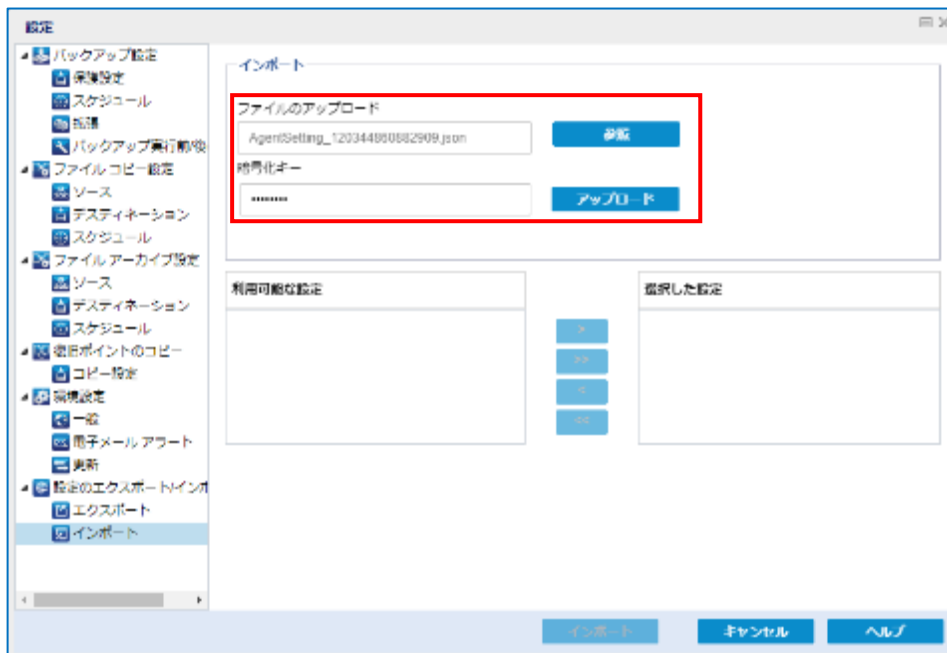 設定
バックアップ設定
保護設定
スケジュール
拡張
バックアップ実行前/後
ファイル コピー設定
ソース
デスティネーション
スケジュール
ファイル アーカイブ設定
ソース
デスティネーション
スケジュール
復旧ポイントのコピー
コピー設定
環境設定
一般
電子メール アラート
更新
設定のエクスポート/インポ
エクスポート
インポート
インポート
ファイルのアップロード
AgentSetting_120344860882909.json
参照
暗号化キー
••••••••
アップロード
利用可能な設定
選択した設定
>
>>
<
<<
インポート
キャンセル
ヘルプ